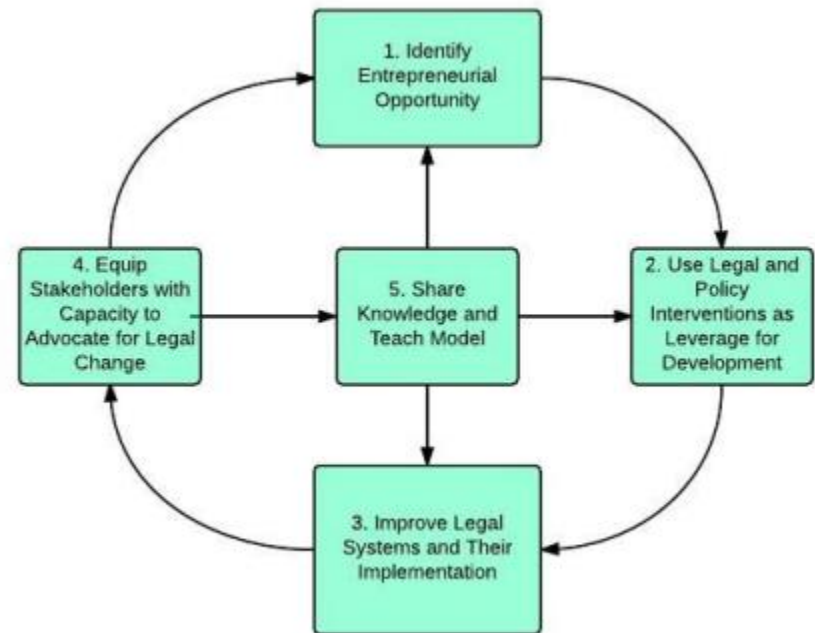 1. Identify
Entrepreneurial
Opportunity
2. Use Legal and
Policy
Interventions as
Leverage for
Development
3. Improve Legal
Systems and Their
Implementation
4. Equip
Stakeholders with
Capacity to
Advocate for Legal
Change
5. Share
Knowledge and
Teach Model